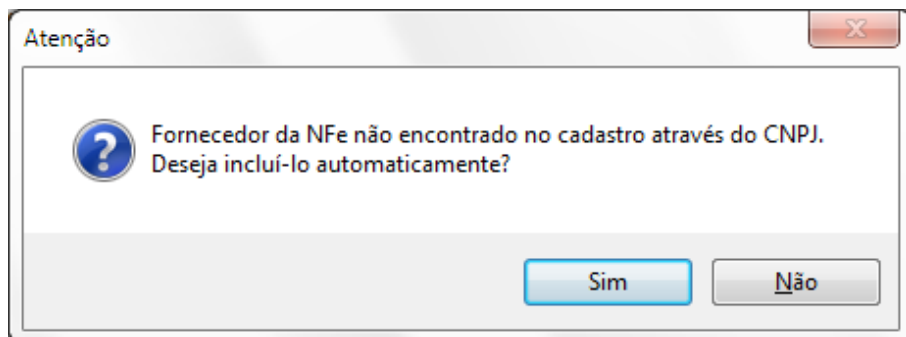 Atenção
Fornecedor da NFe não encontrado no cadastro através do CNPJ.
Deseja incluí-lo automaticamente?
Sim
Não